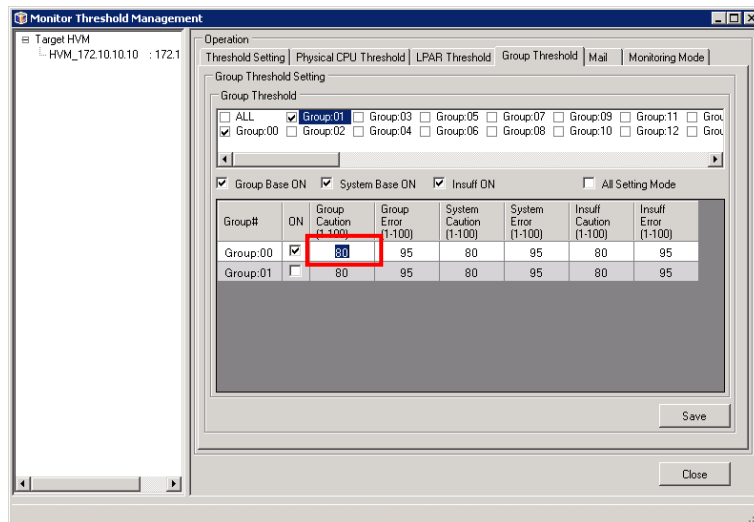 Monitor Threshold Management
Target HVM
HVM_172.10.10.10 : 172.1
Operation
Threshold Setting Physical CPU Threshold LPAR Threshold Group Threshold Mail Monitoring Mode
Group Threshold Setting
Group Threshold
ALL Group:01 Group:03 Group:05 Group:07 Group:09 Group:11 Grou
Group:00 Group:02 Group:04 Group:06 Group:08 Group:10 Group:12 Grou
Group Base ON System Base ON Insuff ON All Setting Mode
Group# ON Group Caution (1-100) Group Error (1-100) System Caution (1-100) System Error (1-100) Insuff Caution (1-100) Insuff Error (1-100)
Group:00 80 95 80 95 80 95
Group:01 80 95 80 95 80 95
Save
Close